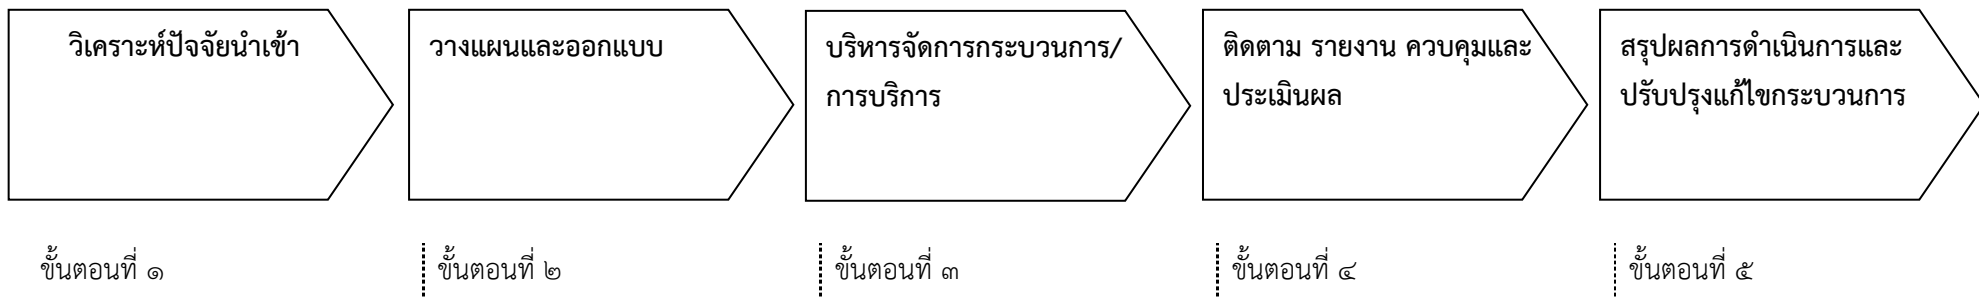 วิเคราะห์ปัจจัยนำเข้า
วางแผนและออกแบบ
บริหารจัดการกระบวนการ/
การบริการ
ติดตาม รายงาน ควบคุมและ
ประเมินผล
สรุปผลการดำเนินการและ
ปรับปรุงแก้ไขกระบวนการ
ขั้นตอนที่ ๑
ขั้นตอนที่ ๒
ขั้นตอนที่ ๓
ขั้นตอนที่ ๔
ขั้นตอนที่ ๕